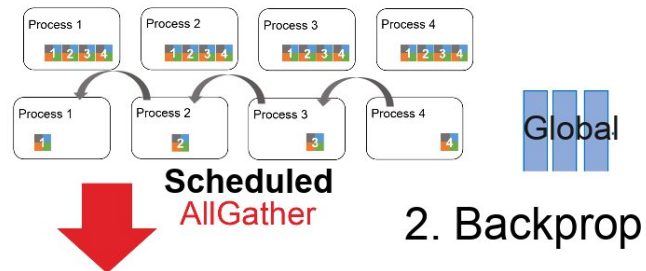 Process 1 Process 2 Process 3 Process 4
1 2 3 4 1 2 3 4 1 2 3 4 1 2 3 4
Process 1 Process 2 Process 3 Process 4
1 2 3 4
Global
Scheduled
AllGather
2. Backprop